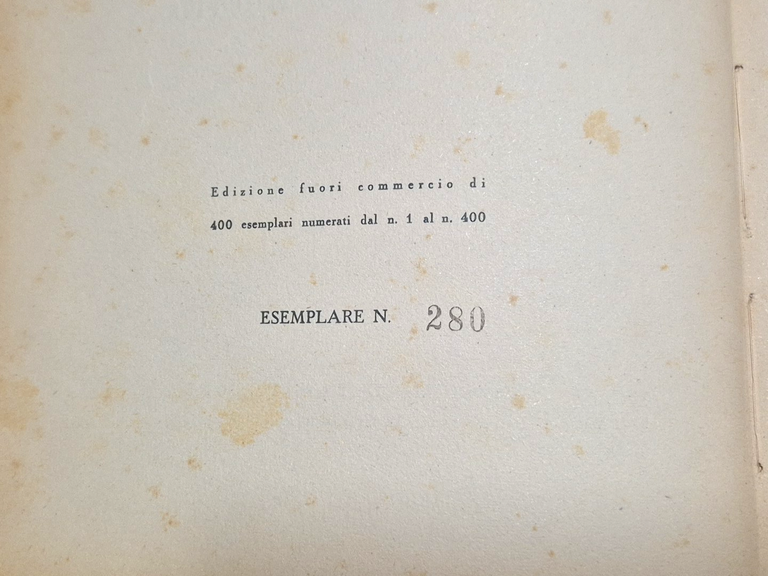 Edizione fuori commercio di
400 esemplari numerati dal n. 1 al n. 400
ESEMPLARE N. 280